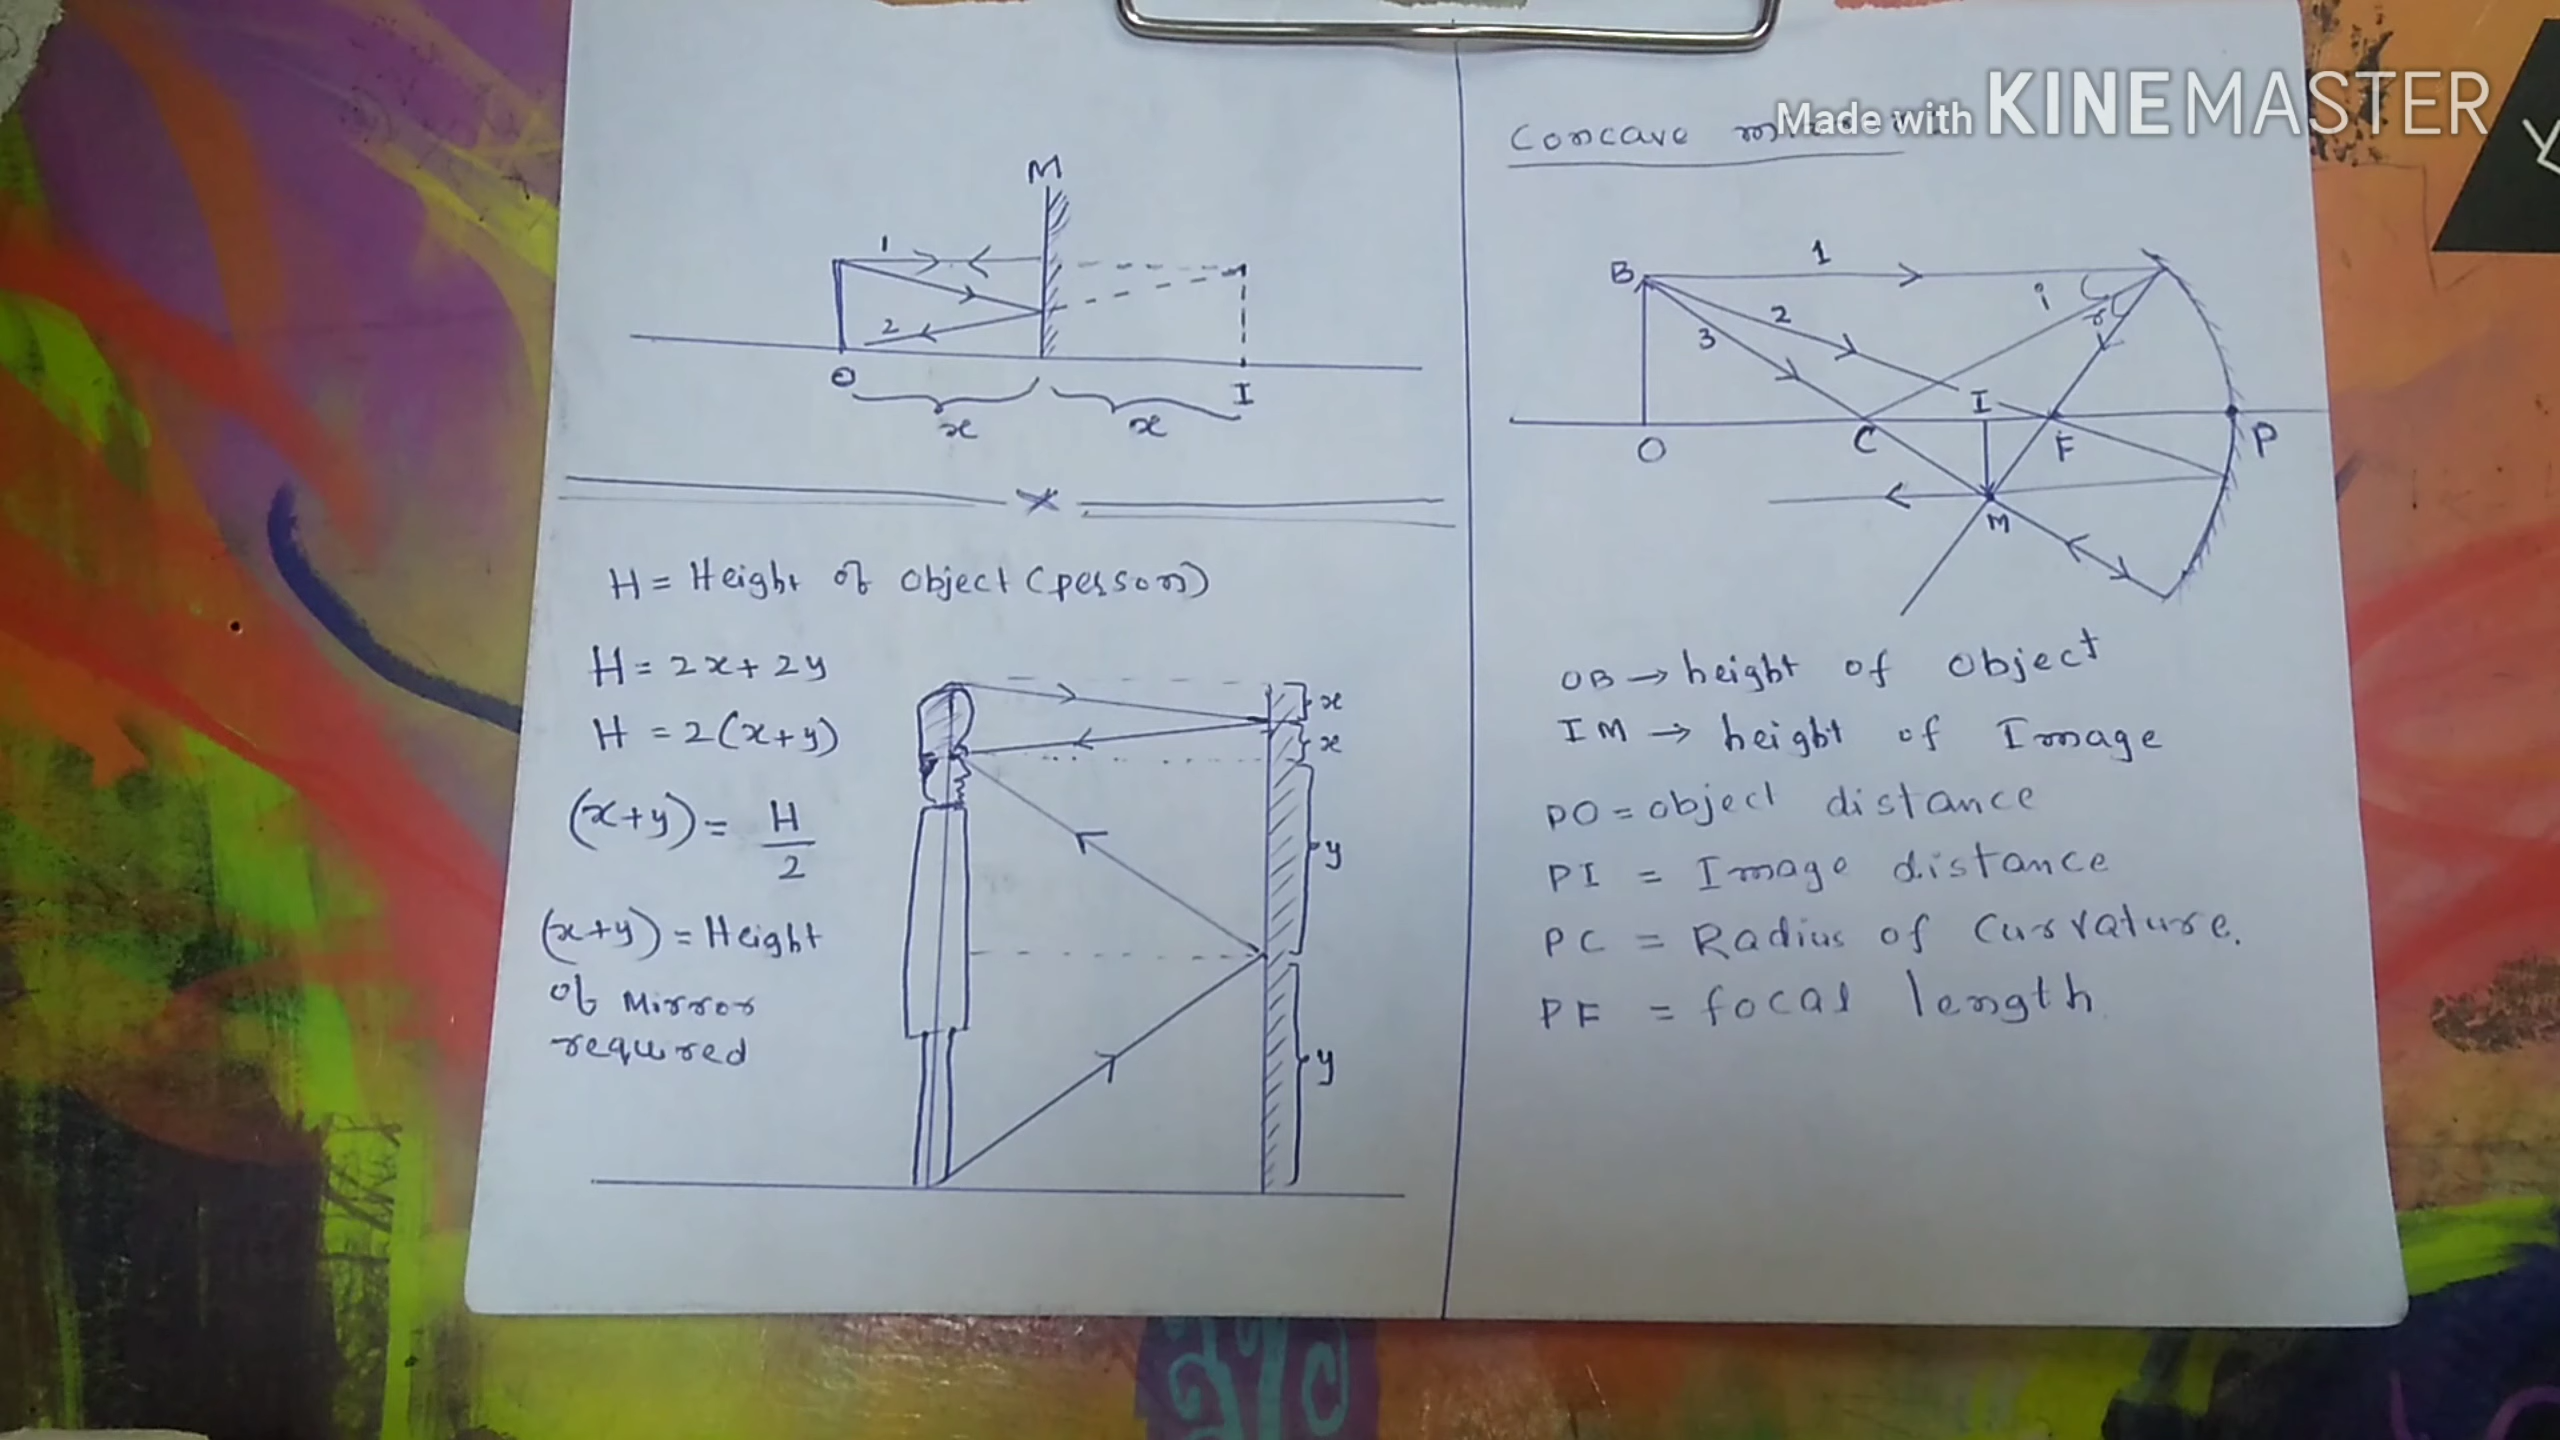 M
1
2
O
I
x
x
H = Height of object (person)
H = 2x + 2y
H = 2(x+y)
(x+y) = H/2
(x+y) = Height
of Mirror
required
x
x
y
y
Made with KINEMASTER
Concave
B
1
2
3
i
r
I
O
C
F
P
M
OB → height of Object
IM → height of Image
PO = object distance
PI = Image distance
PC = Radius of Curvature.
PF = focal length